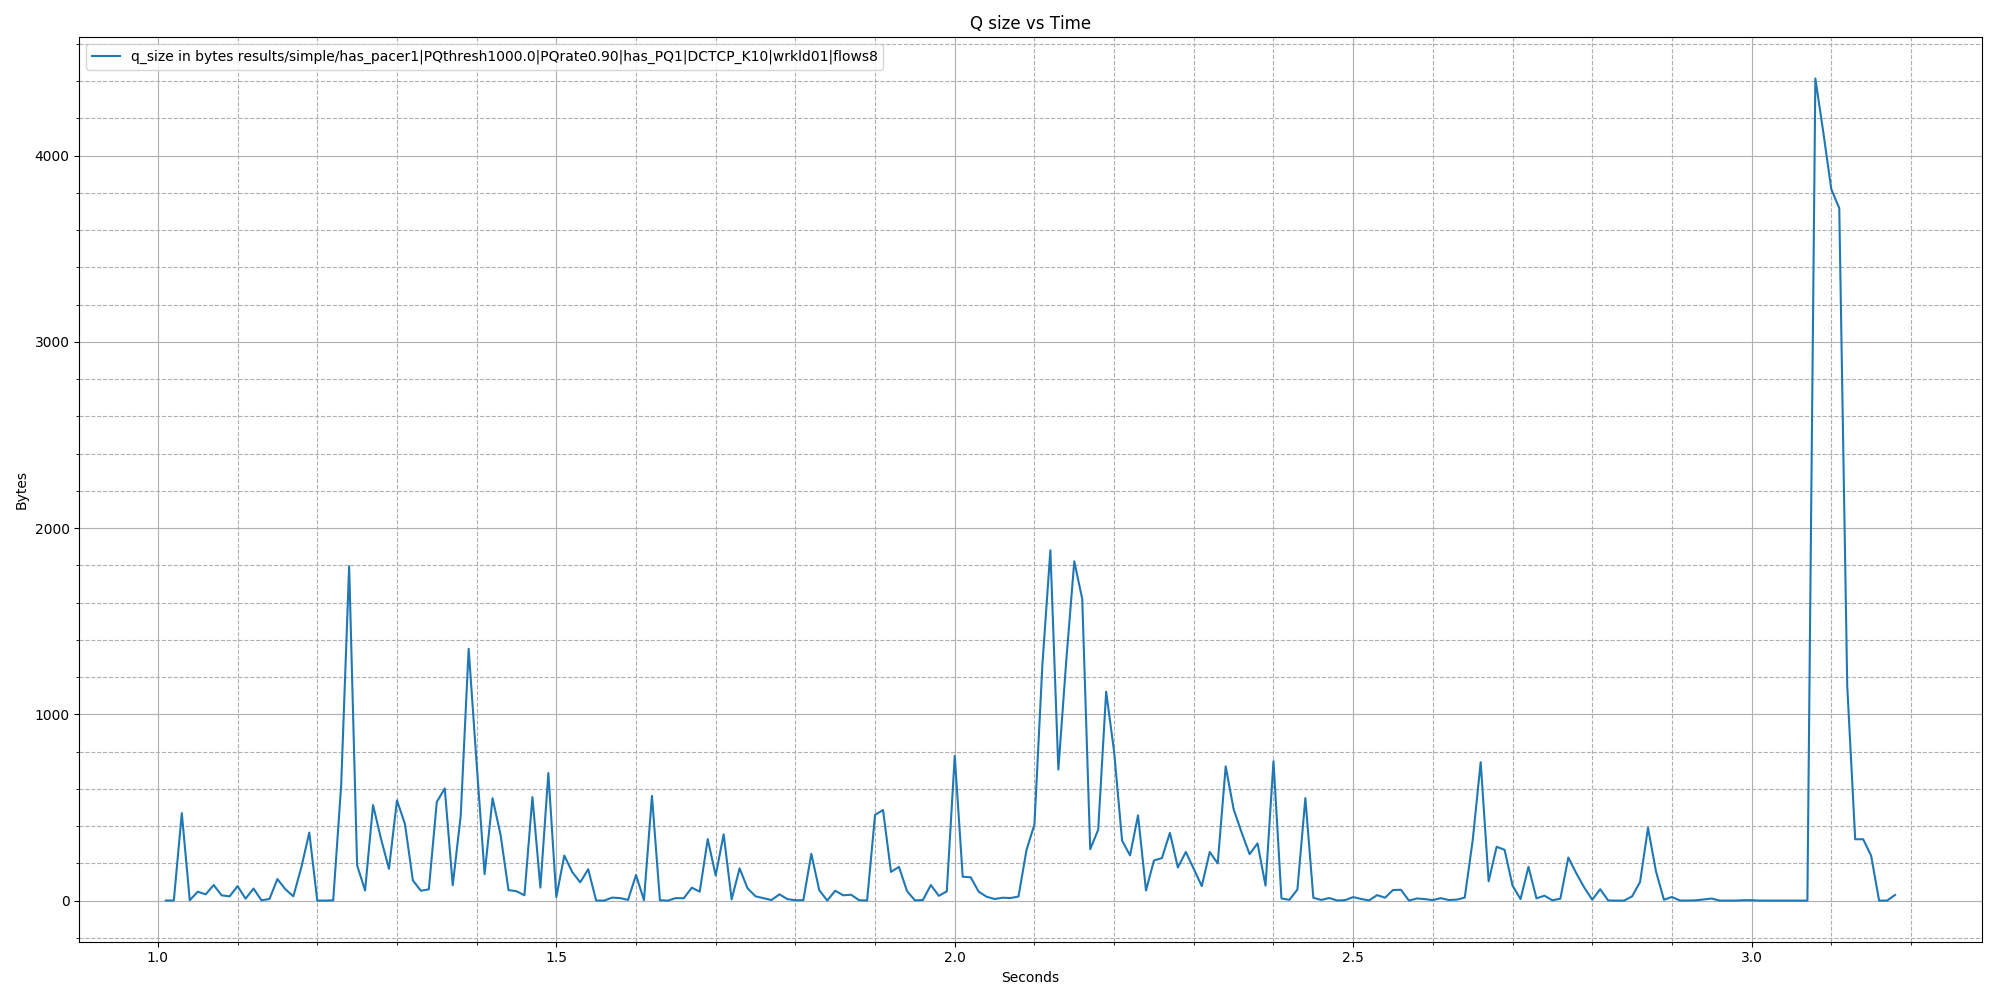 Q size vs Time
q_size in bytes results/simple/has_pacer1|PQthresh1000.0|PQrate0.90|has_PQ1|DCTCP_K10|wrkld01|flows8
Bytes
4000
3000
2000
1000
0
1.0 1.5 2.0 2.5 3.0
Seconds